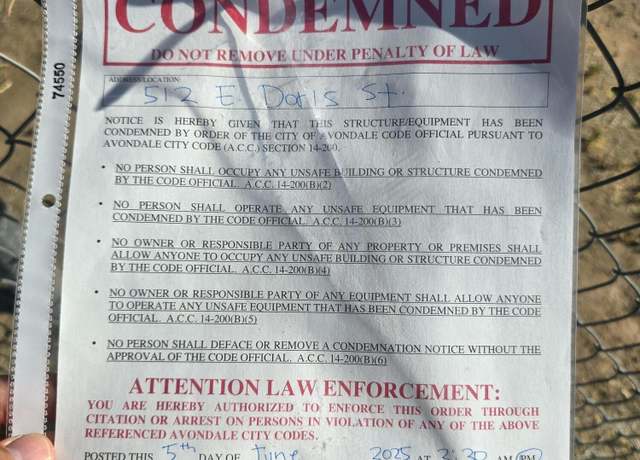 CONDEMNED
DO NOT REMOVE UNDER PENALTY OF LAW
ADDRESS/LOCATION:
512 E. Doris St.
NOTICE IS HEREBY GIVEN THAT THIS STRUCTURE/EQUIPMENT HAS BEEN
CONDEMNED BY ORDER OF THE CITY OF AVONDALE CODE OFFICIAL PURSUANT TO
AVONDALE CITY CODE (A.C.C.) SECTION 14-200.
• NO PERSON SHALL OCCUPY ANY UNSAFE BUILDING OR STRUCTURE CONDEMNED
BY THE CODE OFFICIAL. A.C.C. 14-200(B)(2)
• NO PERSON SHALL OPERATE ANY UNSAFE EQUIPMENT THAT HAS BEEN
CONDEMNED BY THE CODE OFFICIAL. A.C.C. 14-200(B)(3)
• NO OWNER OR RESPONSIBLE PARTY OF ANY PROPERTY OR PREMISES SHALL
ALLOW ANYONE TO OCCUPY ANY UNSAFE BUILDING OR STRUCTURE CONDEMNED
BY THE CODE OFFICIAL. A.C.C. 14-200(B)(4)
• NO OWNER OR RESPONSIBLE PARTY OF ANY EQUIPMENT SHALL ALLOW ANYONE
TO OPERATE ANY UNSAFE EQUIPMENT THAT HAS BEEN CONDEMNED BY THE CODE
OFFICIAL. A.C.C. 14-200(B)(5)
• NO PERSON SHALL DEFACE OR REMOVE A CONDEMNATION NOTICE WITHOUT THE
APPROVAL OF THE CODE OFFICIAL. A.C.C. 14-200(B)(6)
ATTENTION LAW ENFORCEMENT:
YOU ARE HEREBY AUTHORIZED TO ENFORCE THIS ORDER THROUGH
CITATION OR ARREST ON PERSONS IN VIOLATION OF ANY OF THE ABOVE
REFERENCED AVONDALE CITY CODES.
POSTED THIS 5th DAY OF June 2025 AT 2:30 AM/PM
74550